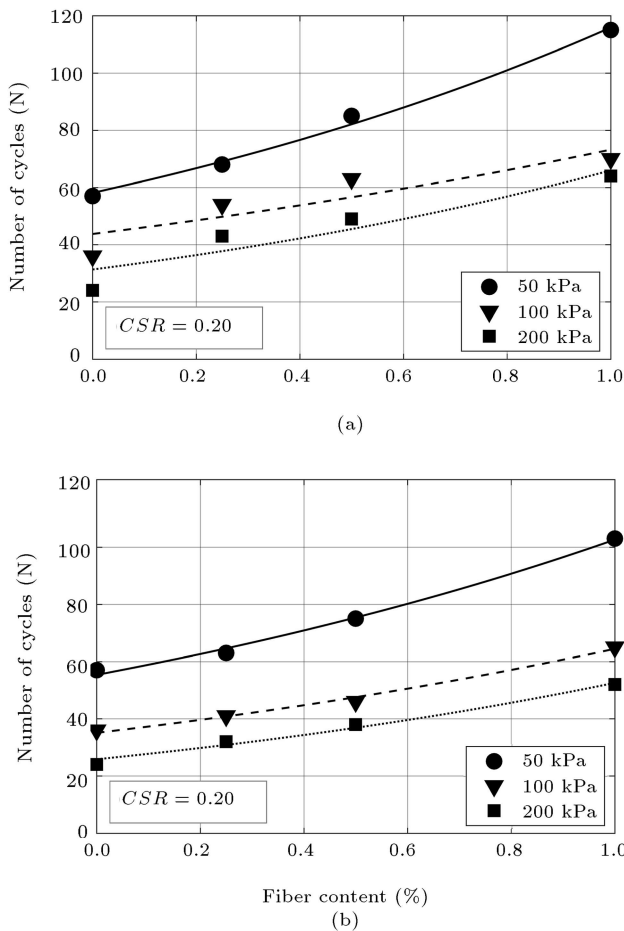 120
100
80
60
40
20
0
Number of cycles (N)
CSR = 0.20
50 kPa
100 kPa
200 kPa
0.0 0.2 0.4 0.6 0.8 1.0
(a)
120
100
80
60
40
20
0
Number of cycles (N)
CSR = 0.20
50 kPa
100 kPa
200 kPa
0.0 0.2 0.4 0.6 0.8 1.0
Fiber content (%)
(b)